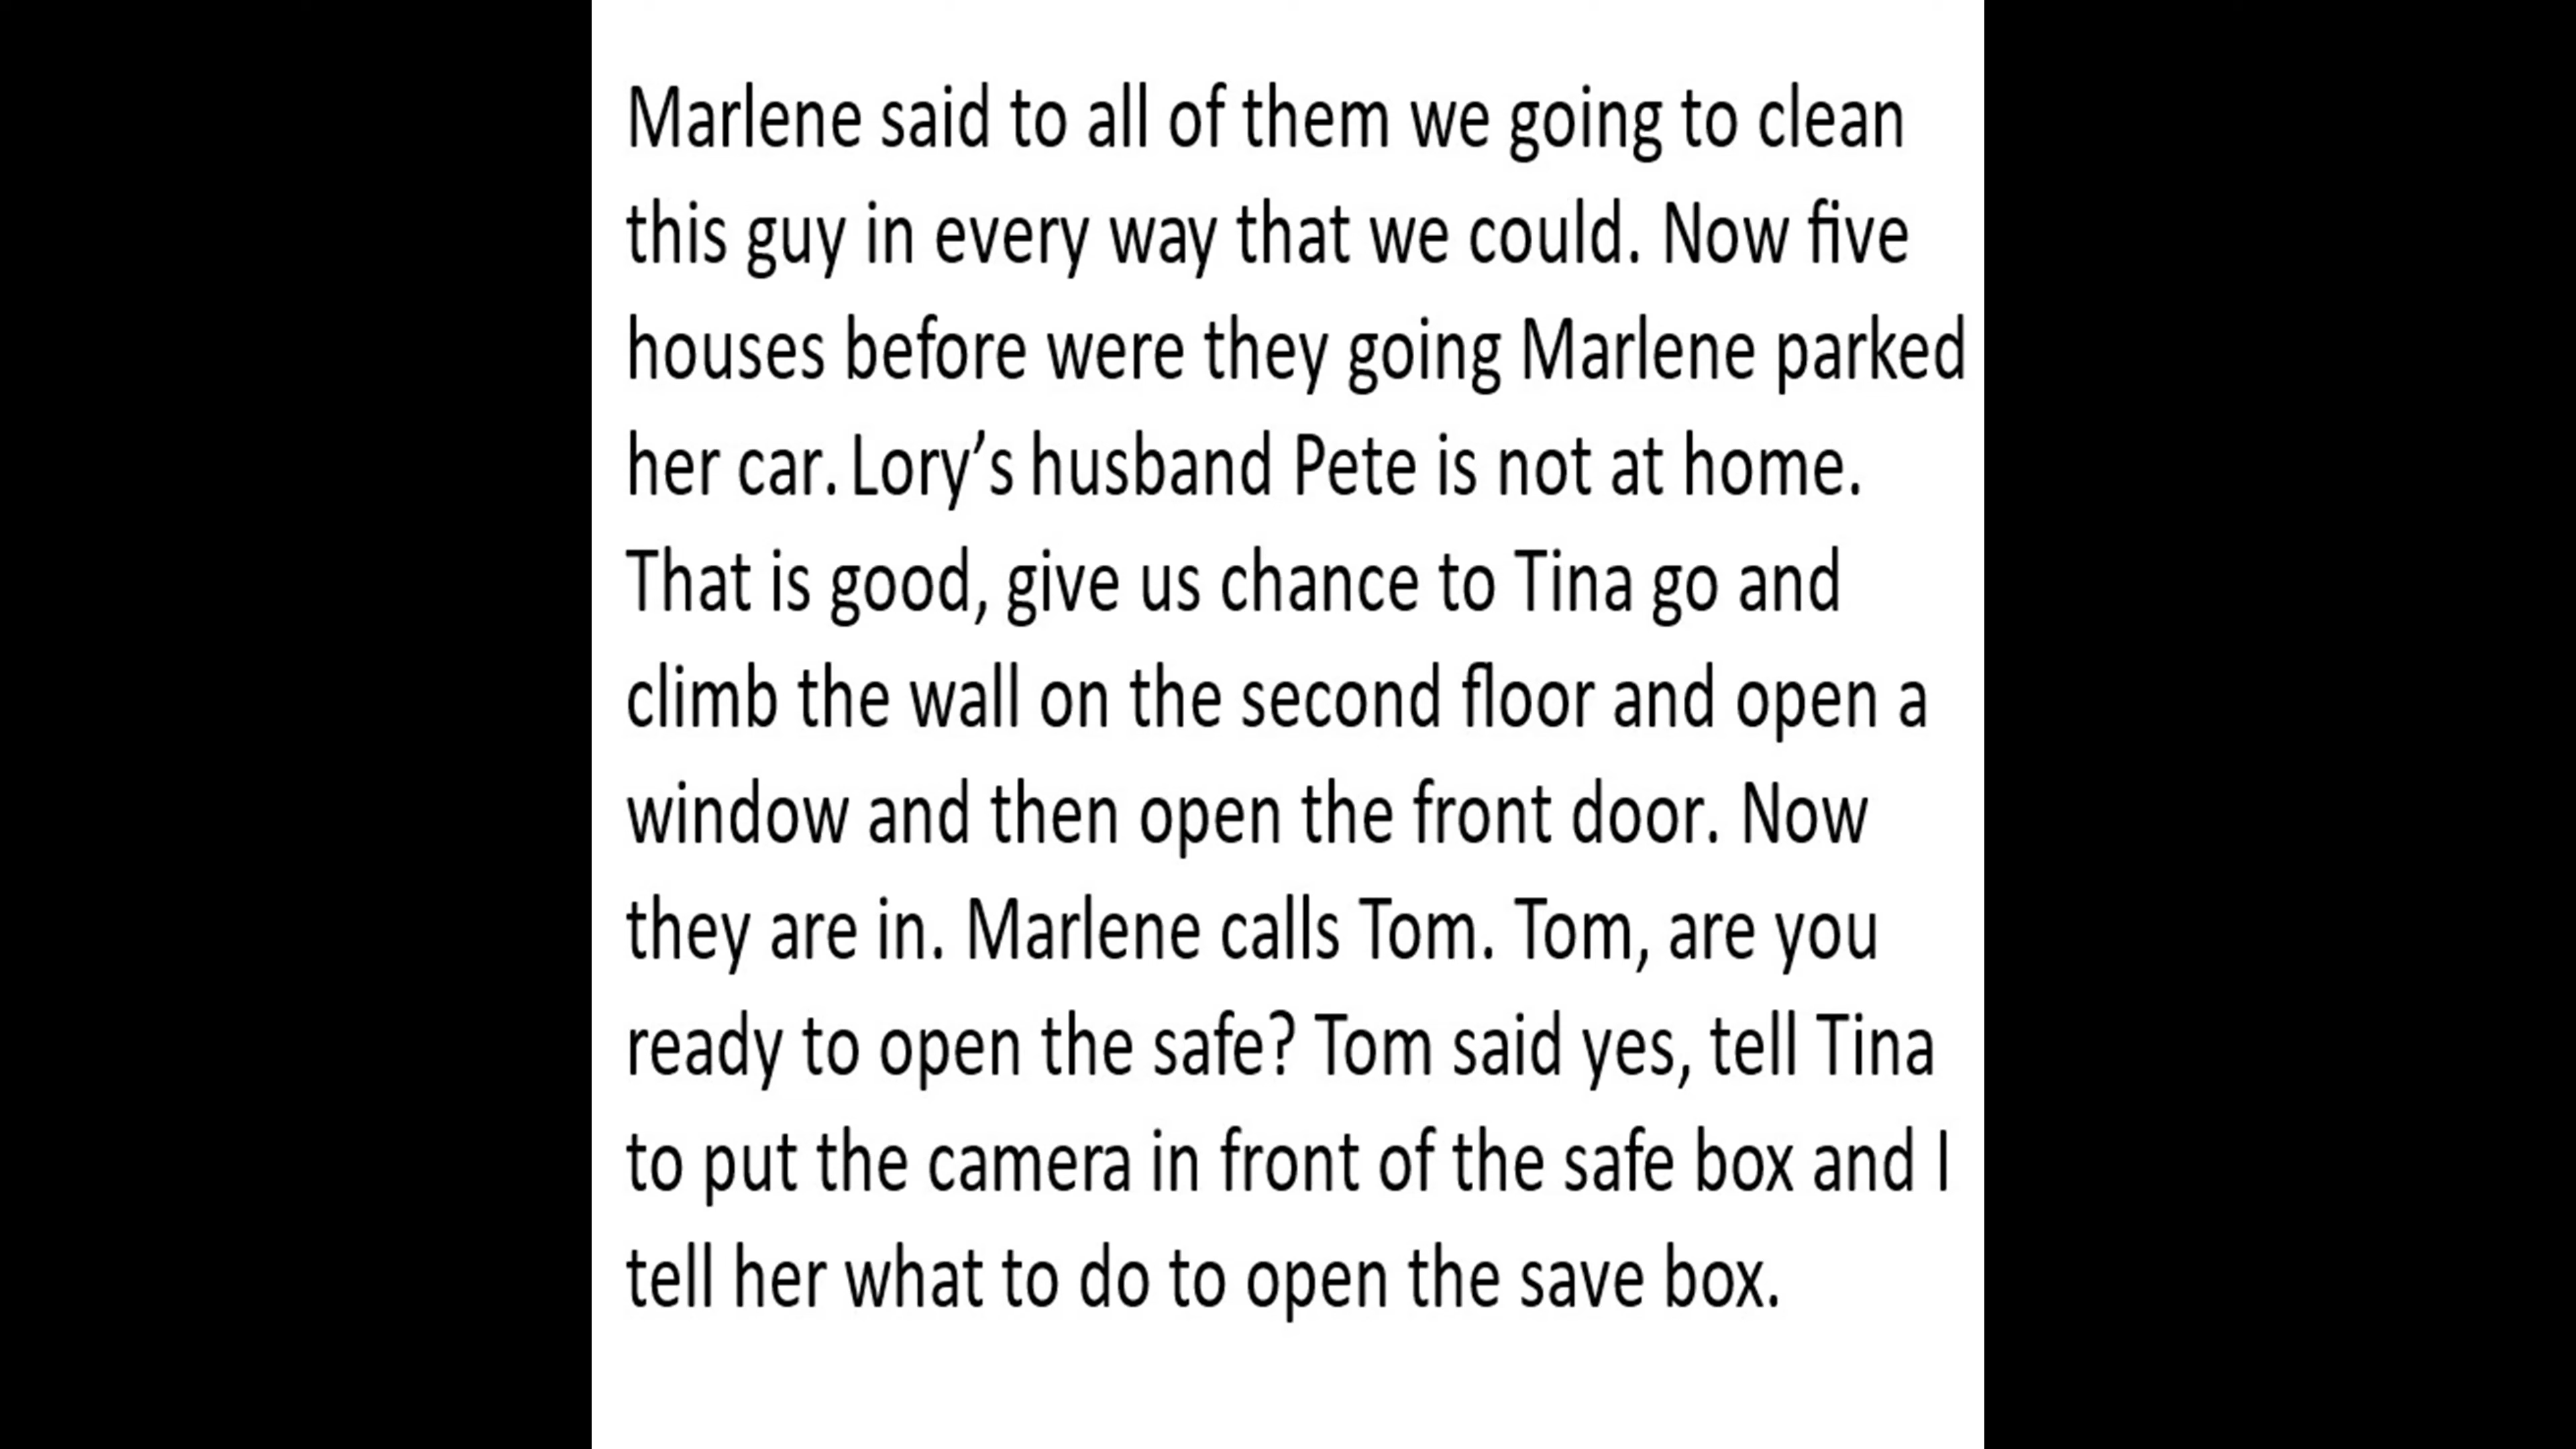 Marlene said to all of them we going to clean
this guy in every way that we could. Now five
houses before were they going Marlene parked
her car. Lory’s husband Pete is not at home.
That is good, give us chance to Tina go and
climb the wall on the second floor and open a
window and then open the front door. Now
they are in. Marlene calls Tom. Tom, are you
ready to open the safe? Tom said yes, tell Tina
to put the camera in front of the safe box and I
tell her what to do to open the save box.